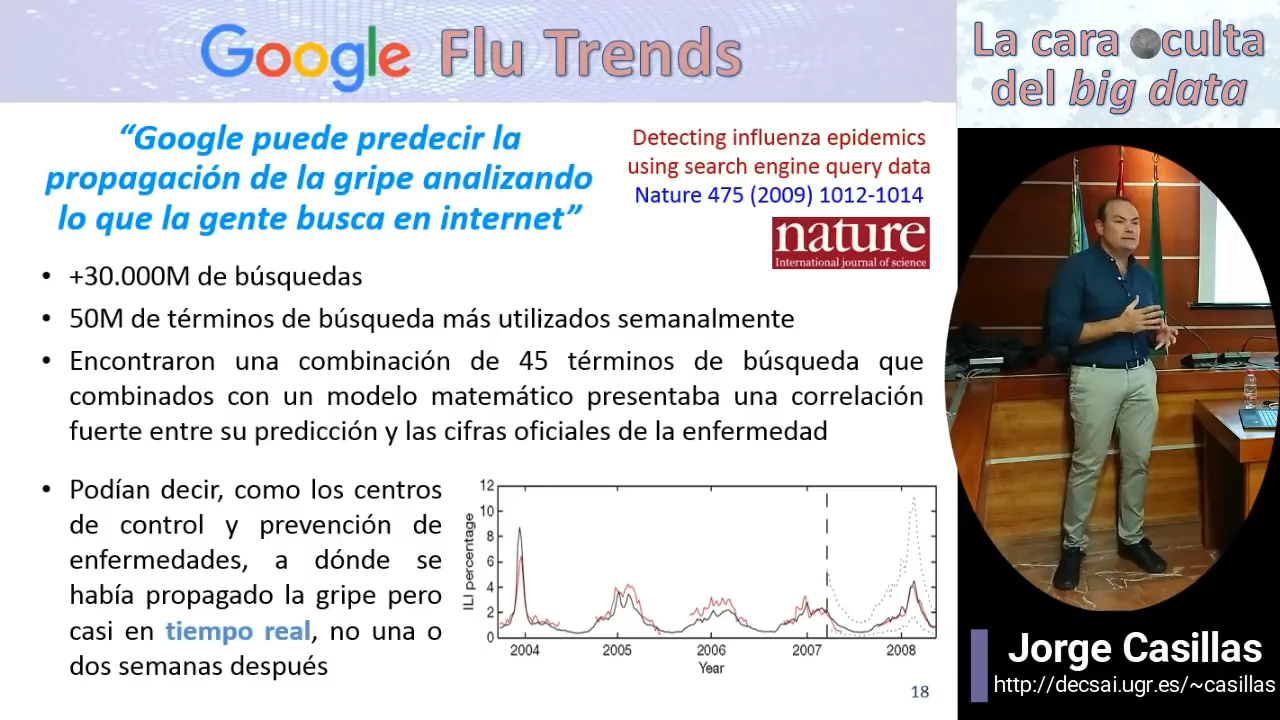 Google Flu Trends
La cara oculta
del big data
“Google puede predecir la
propagación de la gripe analizando
lo que la gente busca en internet”
Detecting influenza epidemics
using search engine query data
Nature 475 (2009) 1012-1014
nature
International journal of science
• +30.000M de búsquedas
• 50M de términos de búsqueda más utilizados semanalmente
• Encontraron una combinación de 45 términos de búsqueda que
combinados con un modelo matemático presentaba una correlación
fuerte entre su predicción y las cifras oficiales de la enfermedad
• Podían decir, como los centros
de control y prevención de
enfermedades, a dónde se
había propagado la gripe pero
casi en tiempo real, no una o
dos semanas después
ILI percentage
12
10
8
6
4
2
0
2004 2005 2006 2007 2008
Year
18
Jorge Casillas
http://decsai.ugr.es/~casillas